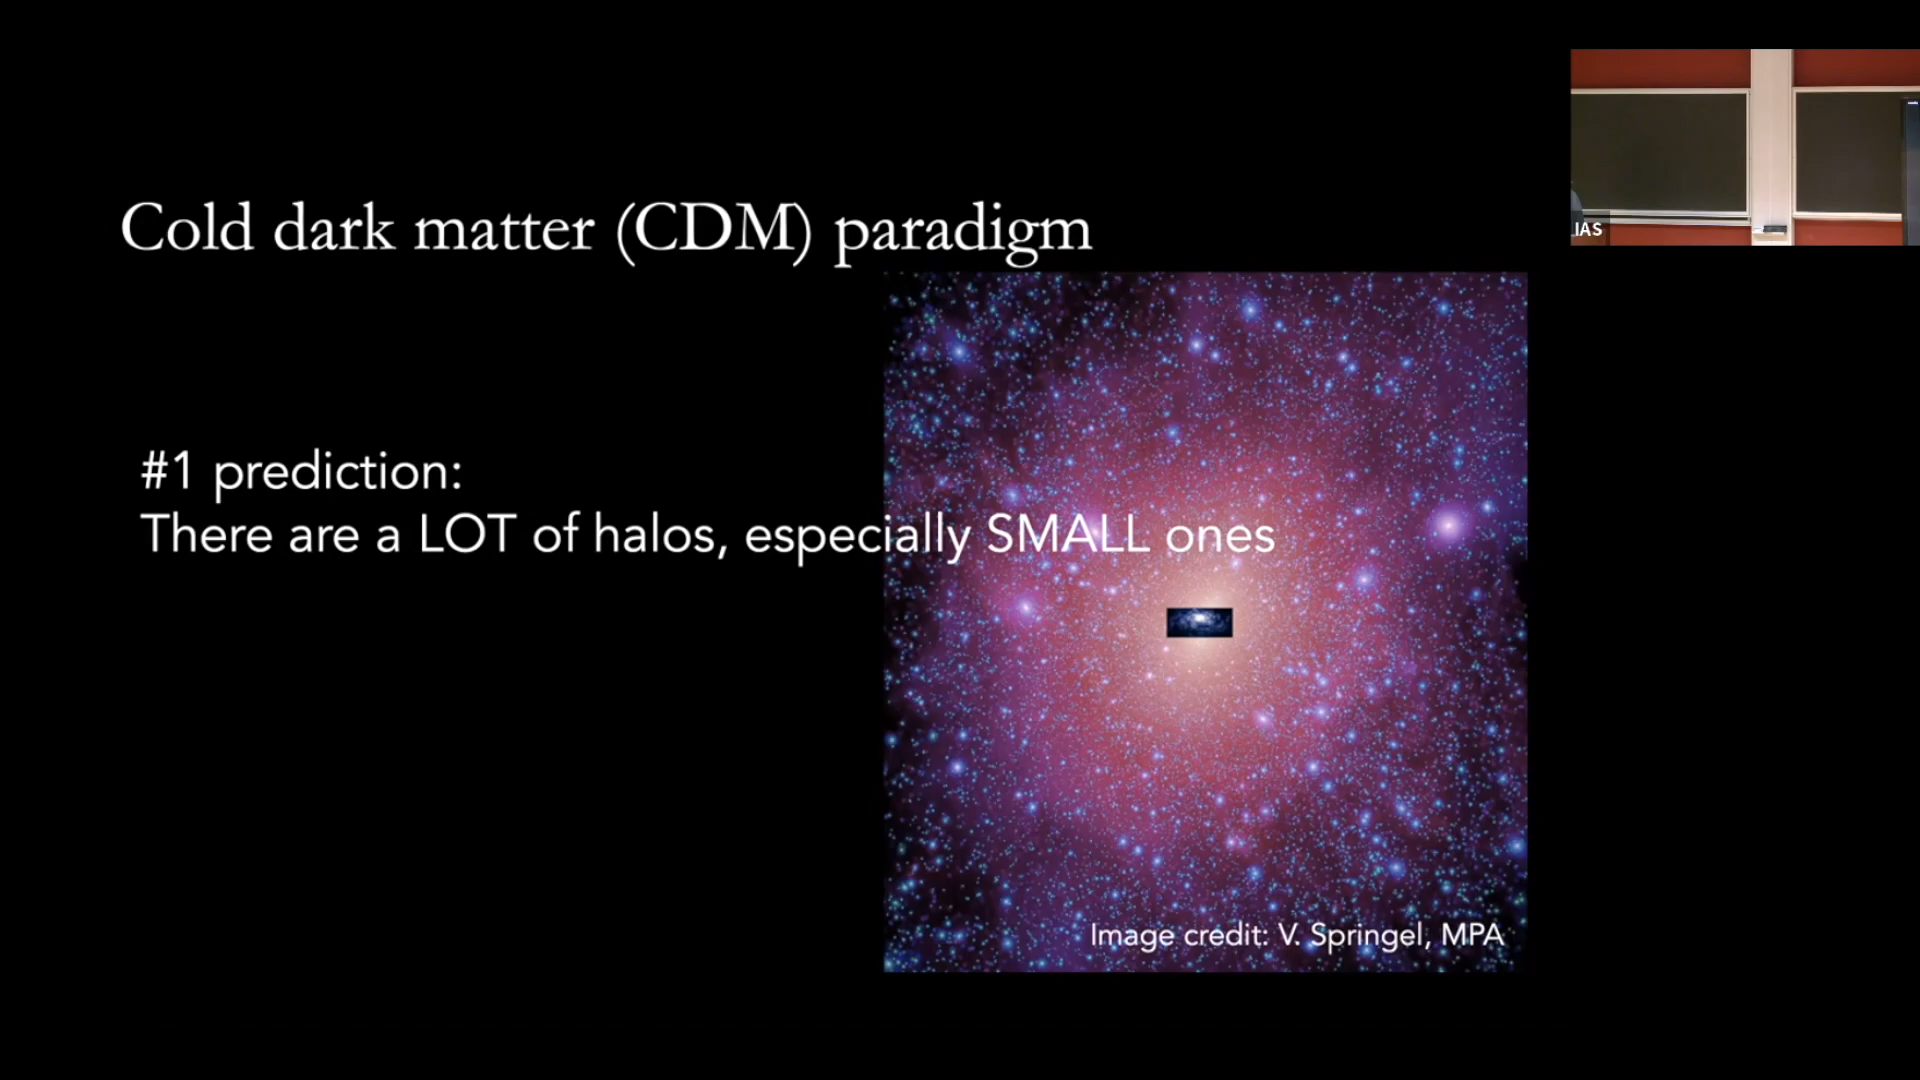 Cold dark matter (CDM) paradigm
#1 prediction:
There are a LOT of halos, especially SMALL ones
Image credit: V. Springel, MPA
IAS